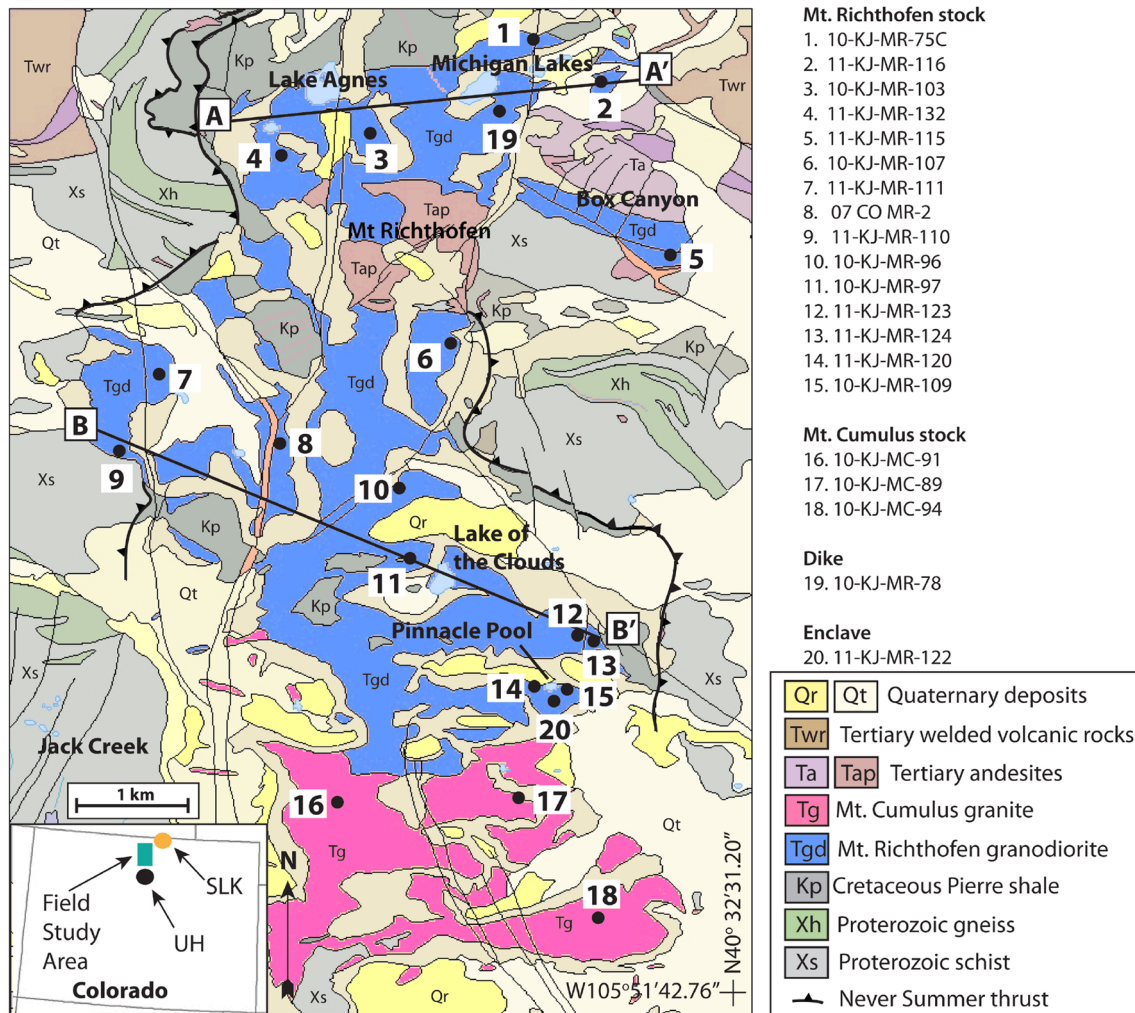 Twr
Kp
Kp
1
Michigan Lakes
Lake Agnes
A
A′
2
Twr
19
Tgd
4
3
Ta
Xs
Xh
Tap
Box Canyon
Mt Richthofen
Tgd
Qt
Xs
5
Tap
Kp
Kp
6
Kp
Tgd
7
Tgd
Xh
B
8
Xs
Xs
9
10
Kp
Qr
Lake of
the Clouds
11
Qt
Kp
12
B′
Pinnacle Pool
13
Tgd
14
15
Xs
Xs
20
Jack Creek
1 km
16
17
Qt
Tg
N
18
Tg
SLK
Field
Study
Area
UH
Colorado
Xs
Qr
N40° 32′31.20″
W105°51′42.76″
Mt. Richthofen stock
1. 10-KJ-MR-75C
2. 11-KJ-MR-116
3. 10-KJ-MR-103
4. 11-KJ-MR-132
5. 11-KJ-MR-115
6. 10-KJ-MR-107
7. 11-KJ-MR-111
8. 07 CO MR-2
9. 11-KJ-MR-110
10. 10-KJ-MR-96
11. 10-KJ-MR-97
12. 11-KJ-MR-123
13. 11-KJ-MR-124
14. 11-KJ-MR-120
15. 10-KJ-MR-109
Mt. Cumulus stock
16. 10-KJ-MC-91
17. 10-KJ-MC-89
18. 10-KJ-MC-94
Dike
19. 10-KJ-MR-78
Enclave
20. 11-KJ-MR-122
Qr Qt Quaternary deposits
Twr Tertiary welded volcanic rocks
Ta Tap Tertiary andesites
Tg Mt. Cumulus granite
Tgd Mt. Richthofen granodiorite
Kp Cretaceous Pierre shale
Xh Proterozoic gneiss
Xs Proterozoic schist
Never Summer thrust